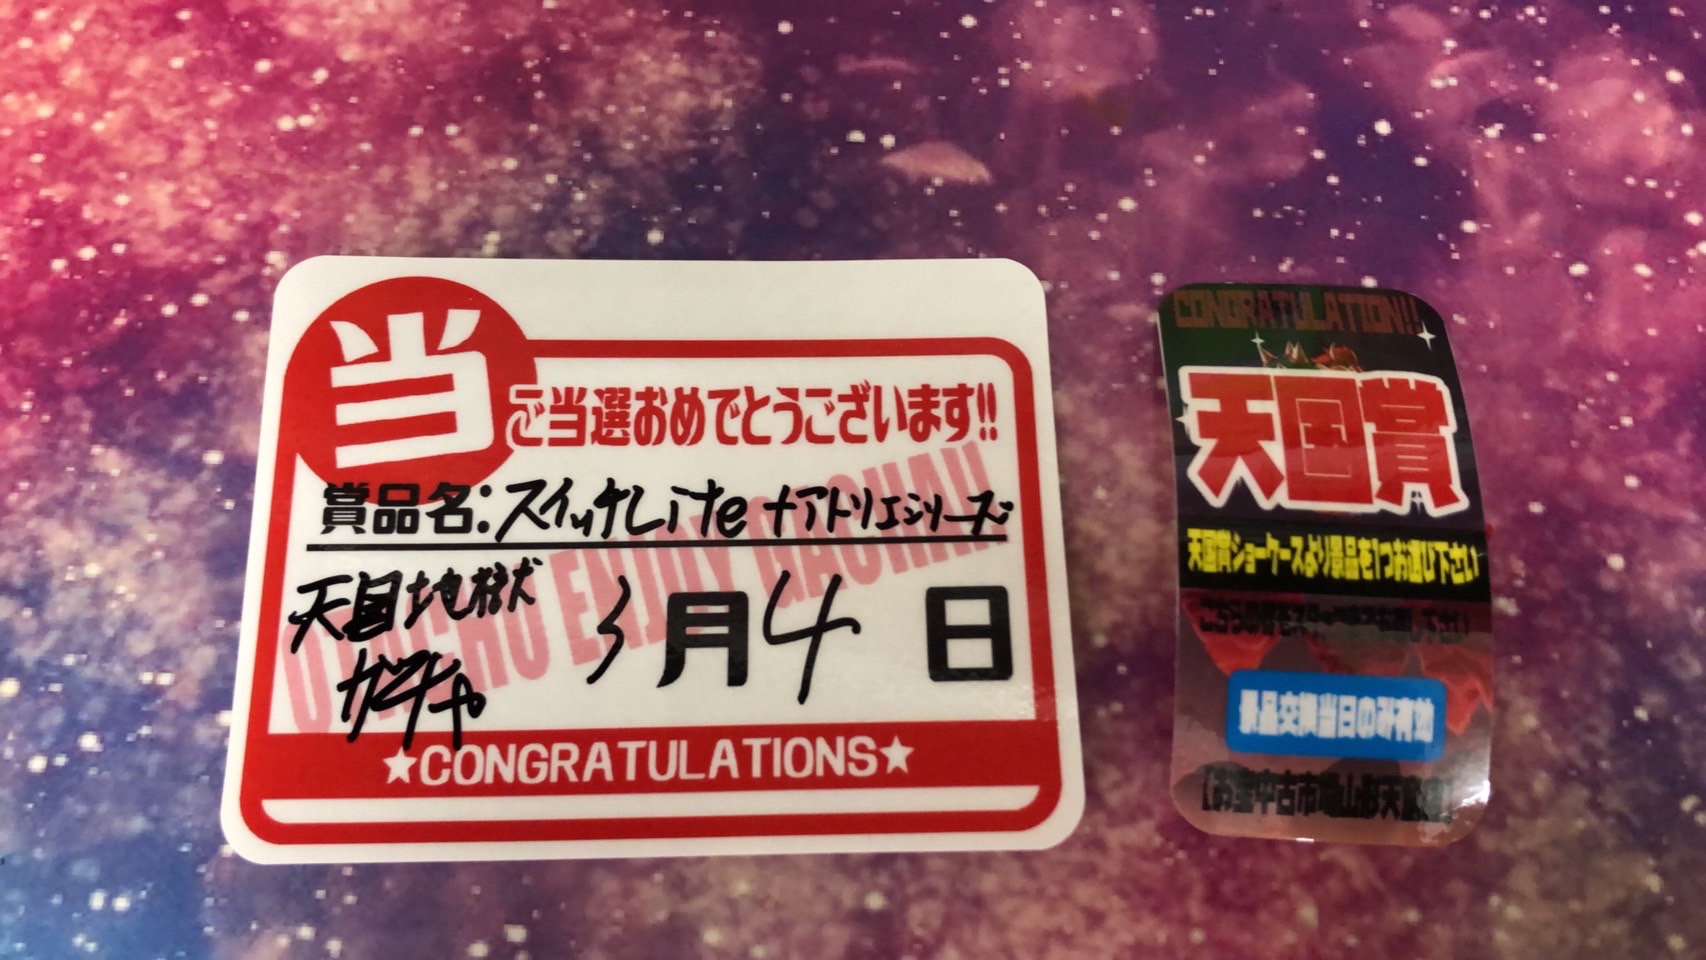 当
ご当選おめでとうございます!!
賞品名:スイッチLite+アトリエシリーズ
天国地獄
ガチャ
3月4日
OTACHU ENJOY GACHA!!
★CONGRATULATIONS★
CONGRATULATION!!
天国賞
天国賞ショーケースより景品を1つお選び下さい
景品交換当日のみ有効